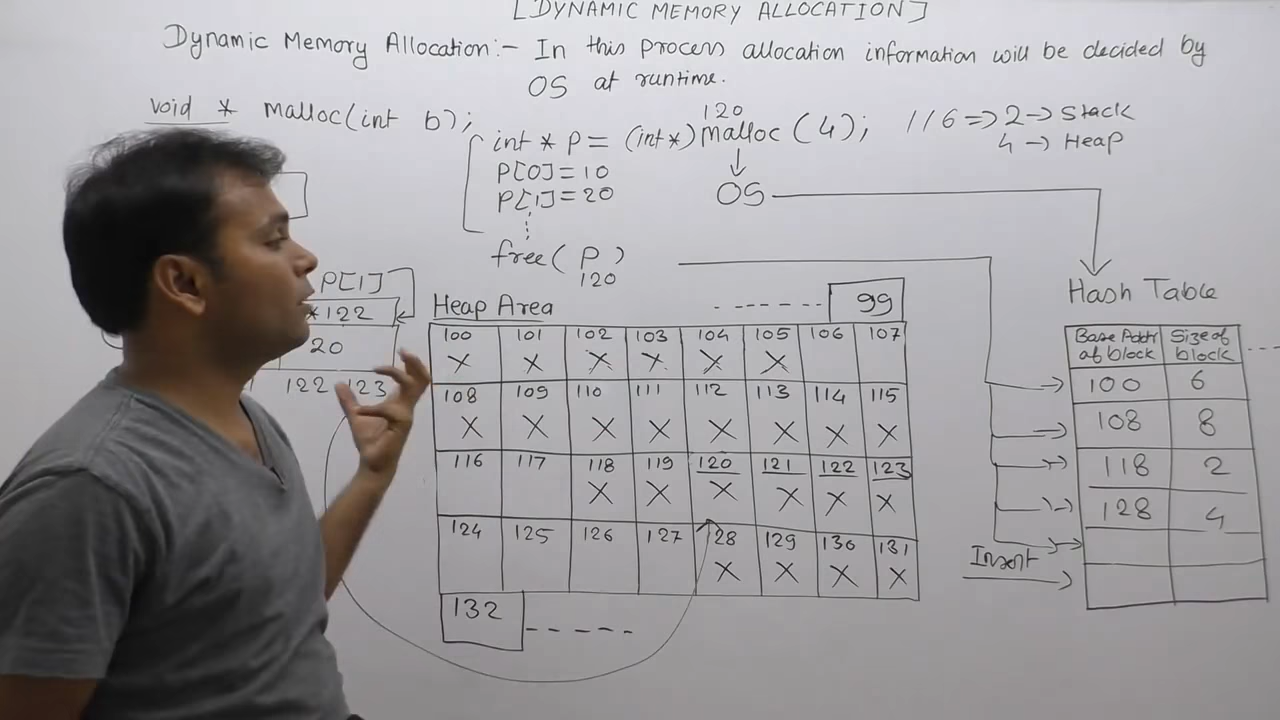 [DYNAMIC MEMORY ALLOCATION]
Dynamic Memory Allocation:- In this process allocation information will be decided by
OS at runtime.
void * malloc(int b);
120
int * p = (int*) malloc (4);
116 => 2 -> Stack
4 -> Heap
P[0] = 10
P[1] = 20
OS
free( p )
120
P[1]
*122
20
122 123
Heap Area
99
100 101 102 103 104 105 106 107
X X X X X X
108 109 110 111 112 113 114 115
X X X X X X X X
116 117 118 119 120 121 122 123
X X X X X X
124 125 126 127 128 129 130 131
X X X X
132
Hash Table
Base Addr of block
Size of block
100 6
108 8
118 2
128 4
Insert